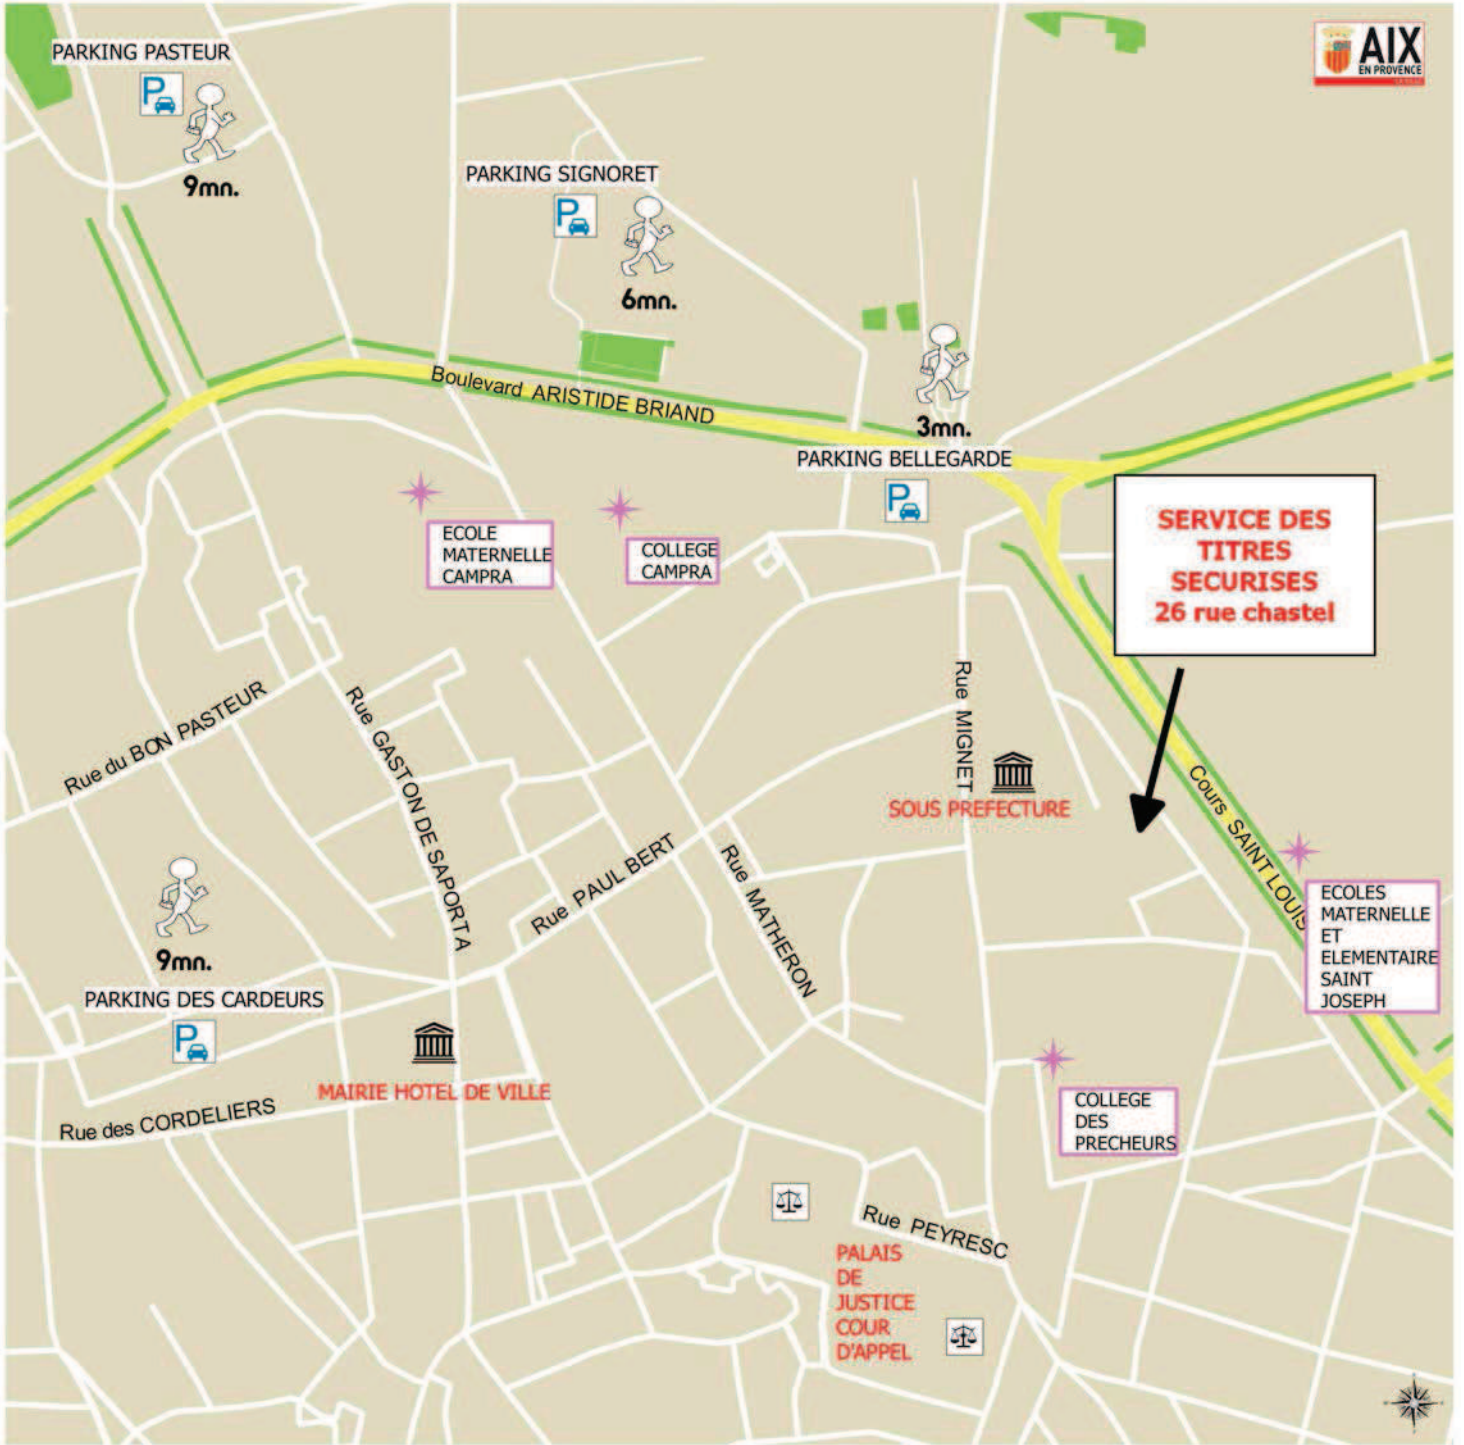 PARKING PASTEUR
P
9mn.
AIX
EN PROVENCE
PARKING SIGNORET
P
6mn.
Boulevard ARISTIDE BRIAND
3mn.
PARKING BELLEGARDE
P
SERVICE DES
TITRES
SECURISES
26 rue chastel
ECOLE
MATERNELLE
CAMPRA
COLLEGE
CAMPRA
Rue du BON PASTEUR
Rue GASTON DE SAPORTA
Rue MIGNET
SOUS PREFECTURE
Cours SAINT LOUIS
Rue PAUL BERT
Rue MATHERON
ECOLES
MATERNELLE
ET
ELEMENTAIRE
SAINT
JOSEPH
9mn.
PARKING DES CARDEURS
P
MAIRIE HOTEL DE VILLE
Rue des CORDELIERS
COLLEGE
DES
PRECHEURS
Rue PEYRESC
PALAIS
DE
JUSTICE
COUR
D'APPEL